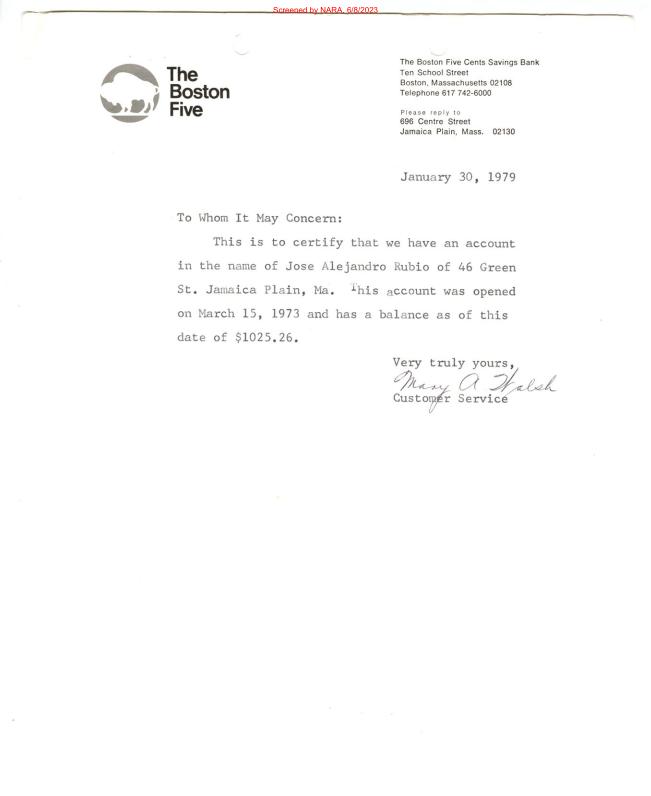 Screened by NARA, 6/8/2023
The
Boston
Five
The Boston Five Cents Savings Bank
Ten School Street
Boston, Massachusetts 02108
Telephone 617 742-6000
Please reply to
696 Centre Street
Jamaica Plain, Mass. 02130
January 30, 1979
To Whom It May Concern:
This is to certify that we have an account
in the name of Jose Alejandro Rubio of 46 Green
St. Jamaica Plain, Ma. This account was opened
on March 15, 1973 and has a balance as of this
date of $1025.26.
Very truly yours,
Mary A Walsh
Customer Service